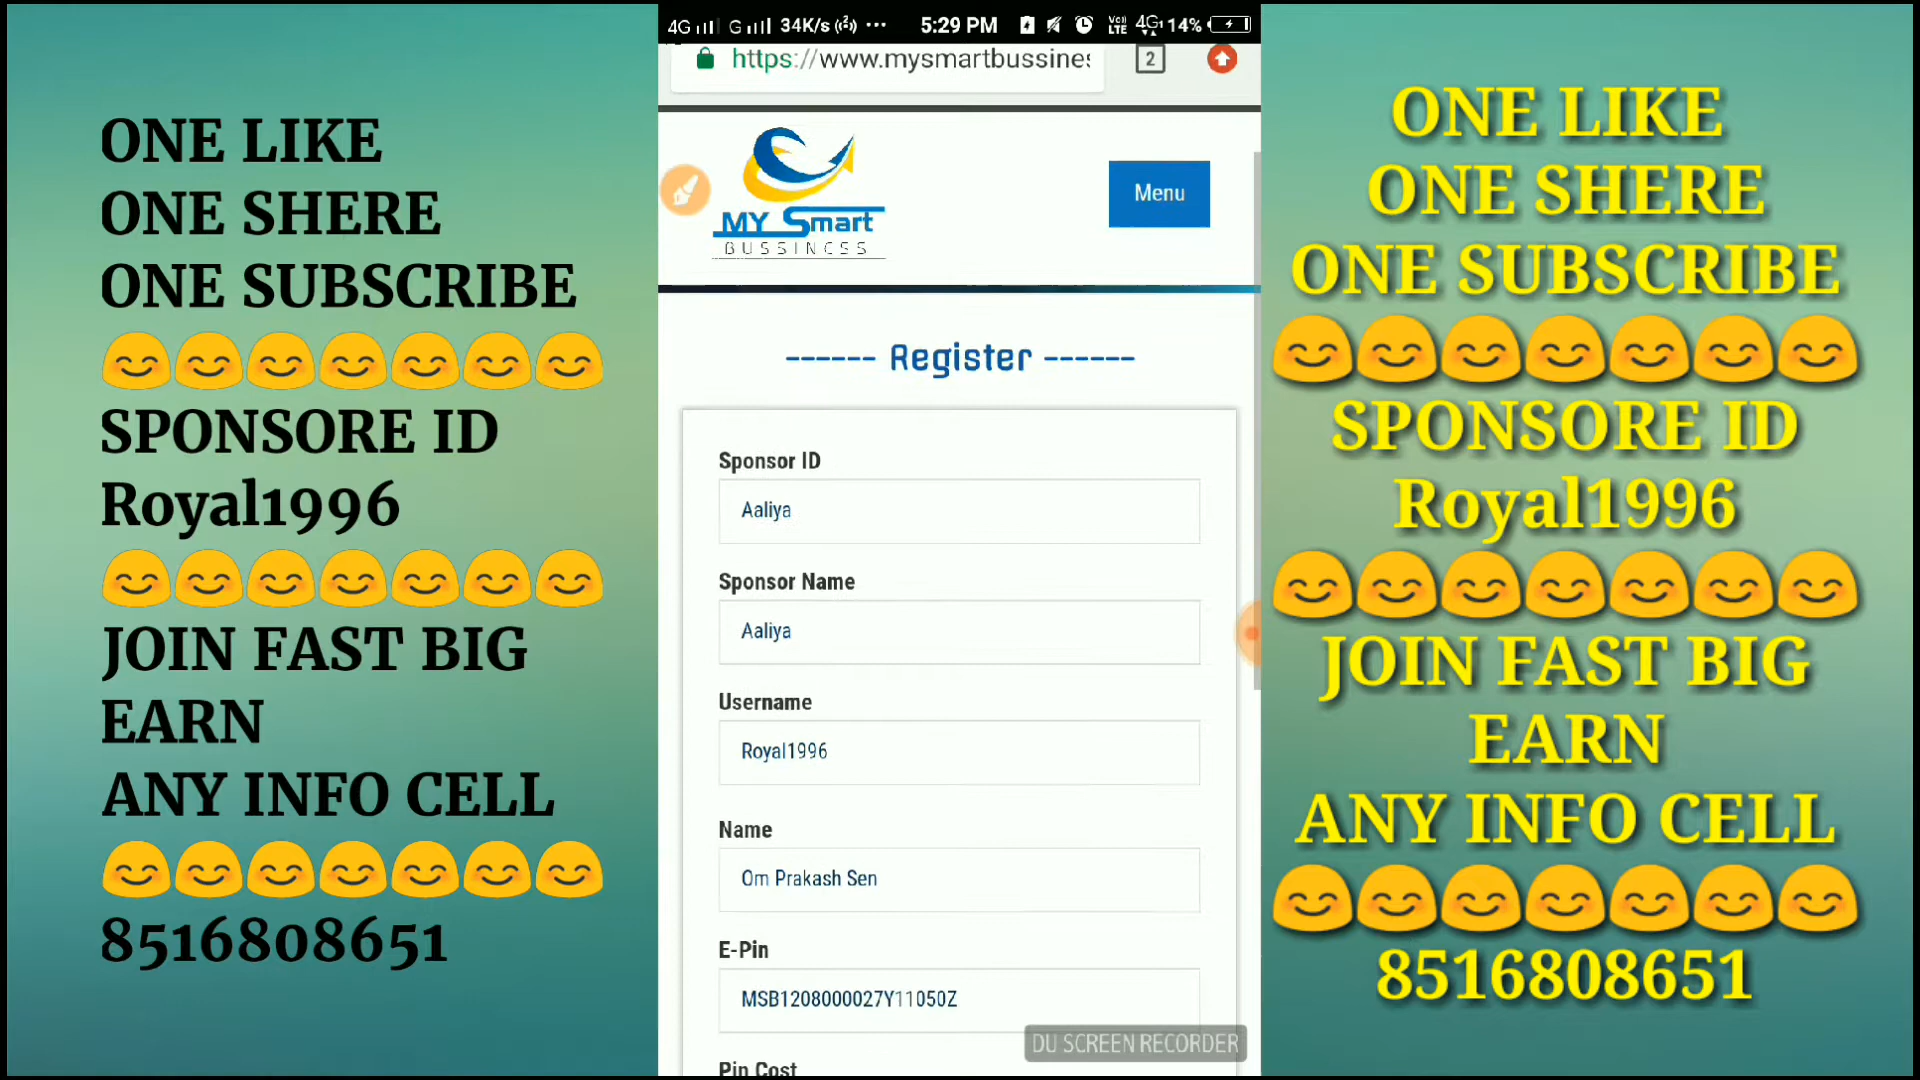 ONE LIKE
ONE SHERE
ONE SUBSCRIBE
😊😊😊😊😊😊😊
SPONSORE ID
Royal1996
😊😊😊😊😊😊😊
JOIN FAST BIG
EARN
ANY INFO CELL
😊😊😊😊😊😊😊
8516808651
4G G 34K/s ... 5:29 PM VoLTE 4G 14%
https://www.mysmartbussines
2
MY Smart
BUSSINESS
Menu
------ Register ------
Sponsor ID
Aaliya
Sponsor Name
Aaliya
Username
Royal1996
Name
Om Prakash Sen
E-Pin
MSB1208000027Y11050Z
Pin Cost
DU SCREEN RECORDER
ONE LIKE
ONE SHERE
ONE SUBSCRIBE
😊😊😊😊😊😊😊
SPONSORE ID
Royal1996
😊😊😊😊😊😊😊
JOIN FAST BIG
EARN
ANY INFO CELL
😊😊😊😊😊😊😊
8516808651